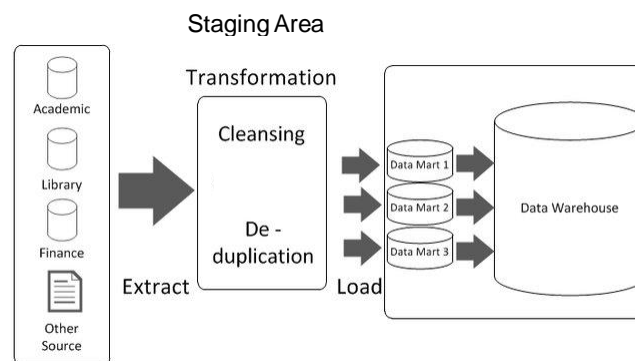 Staging Area
Academic
Library
Finance
Other
Source
Extract
Transformation
Cleansing
De -
duplication
Load
Data Mart 1
Data Mart 2
Data Mart 3
Data Warehouse